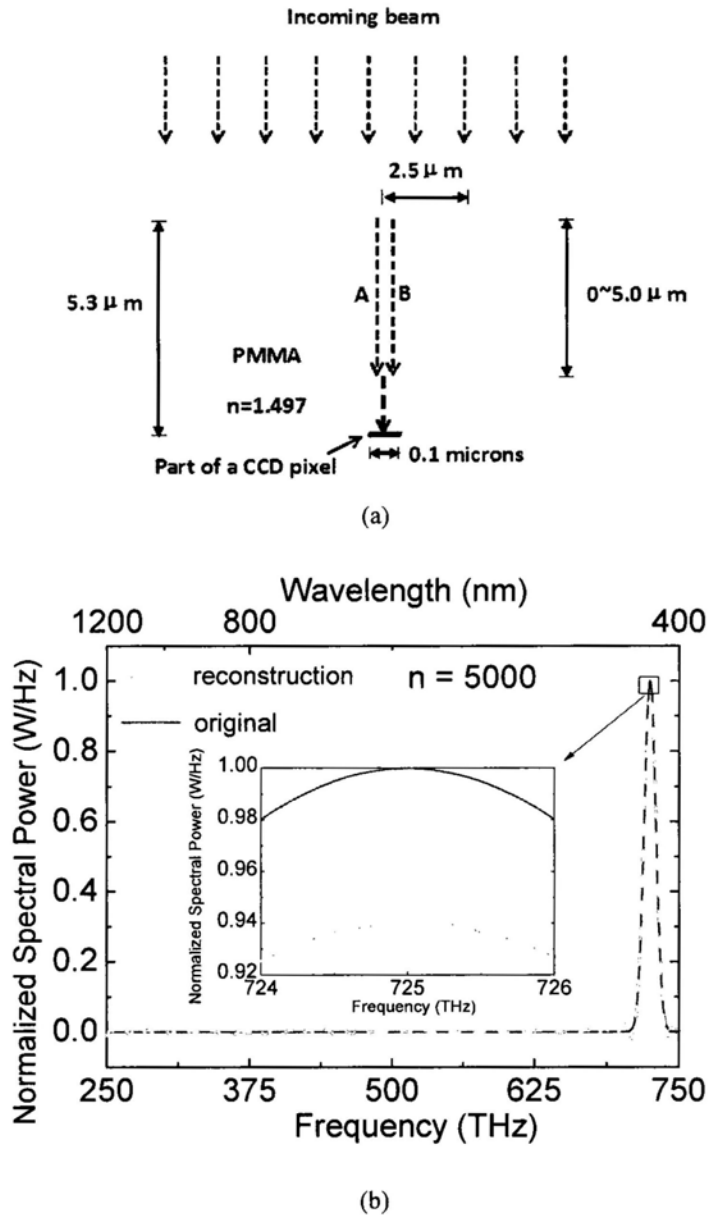 Incoming beam
2.5 μm
5.3 μm
A
B
0~5.0 μm
PMMA
n=1.497
Part of a CCD pixel
0.1 microns
(a)
Wavelength (nm)
1200 800 400
Normalized Spectral Power (W/Hz)
1.0
0.8
0.6
0.4
0.2
0.0
reconstruction n = 5000
original
Normalized Spectral Power (W/Hz)
1.00
0.98
0.96
0.94
0.92
724 725 726
Frequency (THz)
250 375 500 625 750
Frequency (THz)
(b)